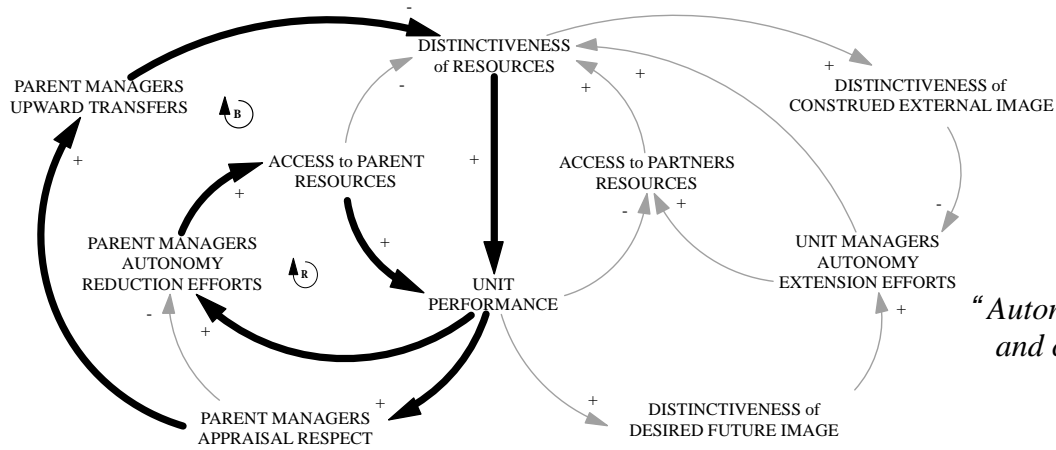 -
DISTINCTIVENESS
of RESOURCES
+
DISTINCTIVENESS of
CONSTRUED EXTERNAL IMAGE
PARENT MANAGERS
UPWARD TRANSFERS
B
-
+
+
+
ACCESS to PARENT
RESOURCES
+
ACCESS to PARTNERS
RESOURCES
+
-
+
-
PARENT MANAGERS
AUTONOMY
REDUCTION EFFORTS
+
R
UNIT MANAGERS
AUTONOMY
EXTENSION EFFORTS
UNIT
PERFORMANCE
-
+
+
“Auton
and
+
+
PARENT MANAGERS
APPRAISAL RESPECT
DISTINCTIVENESS of
DESIRED FUTURE IMAGE